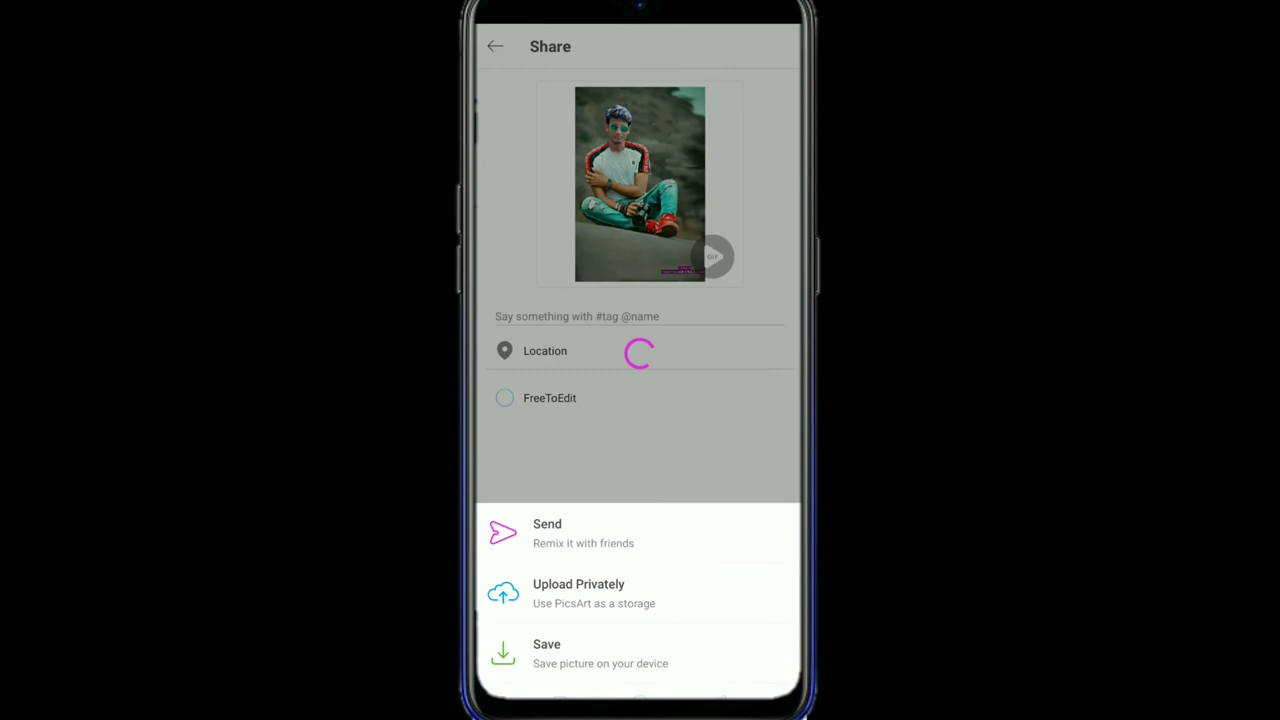 Share
GIF
Say something with #tag @name
Location
FreeToEdit
Send
Remix it with friends
Upload Privately
Use PicsArt as a storage
Save
Save picture on your device